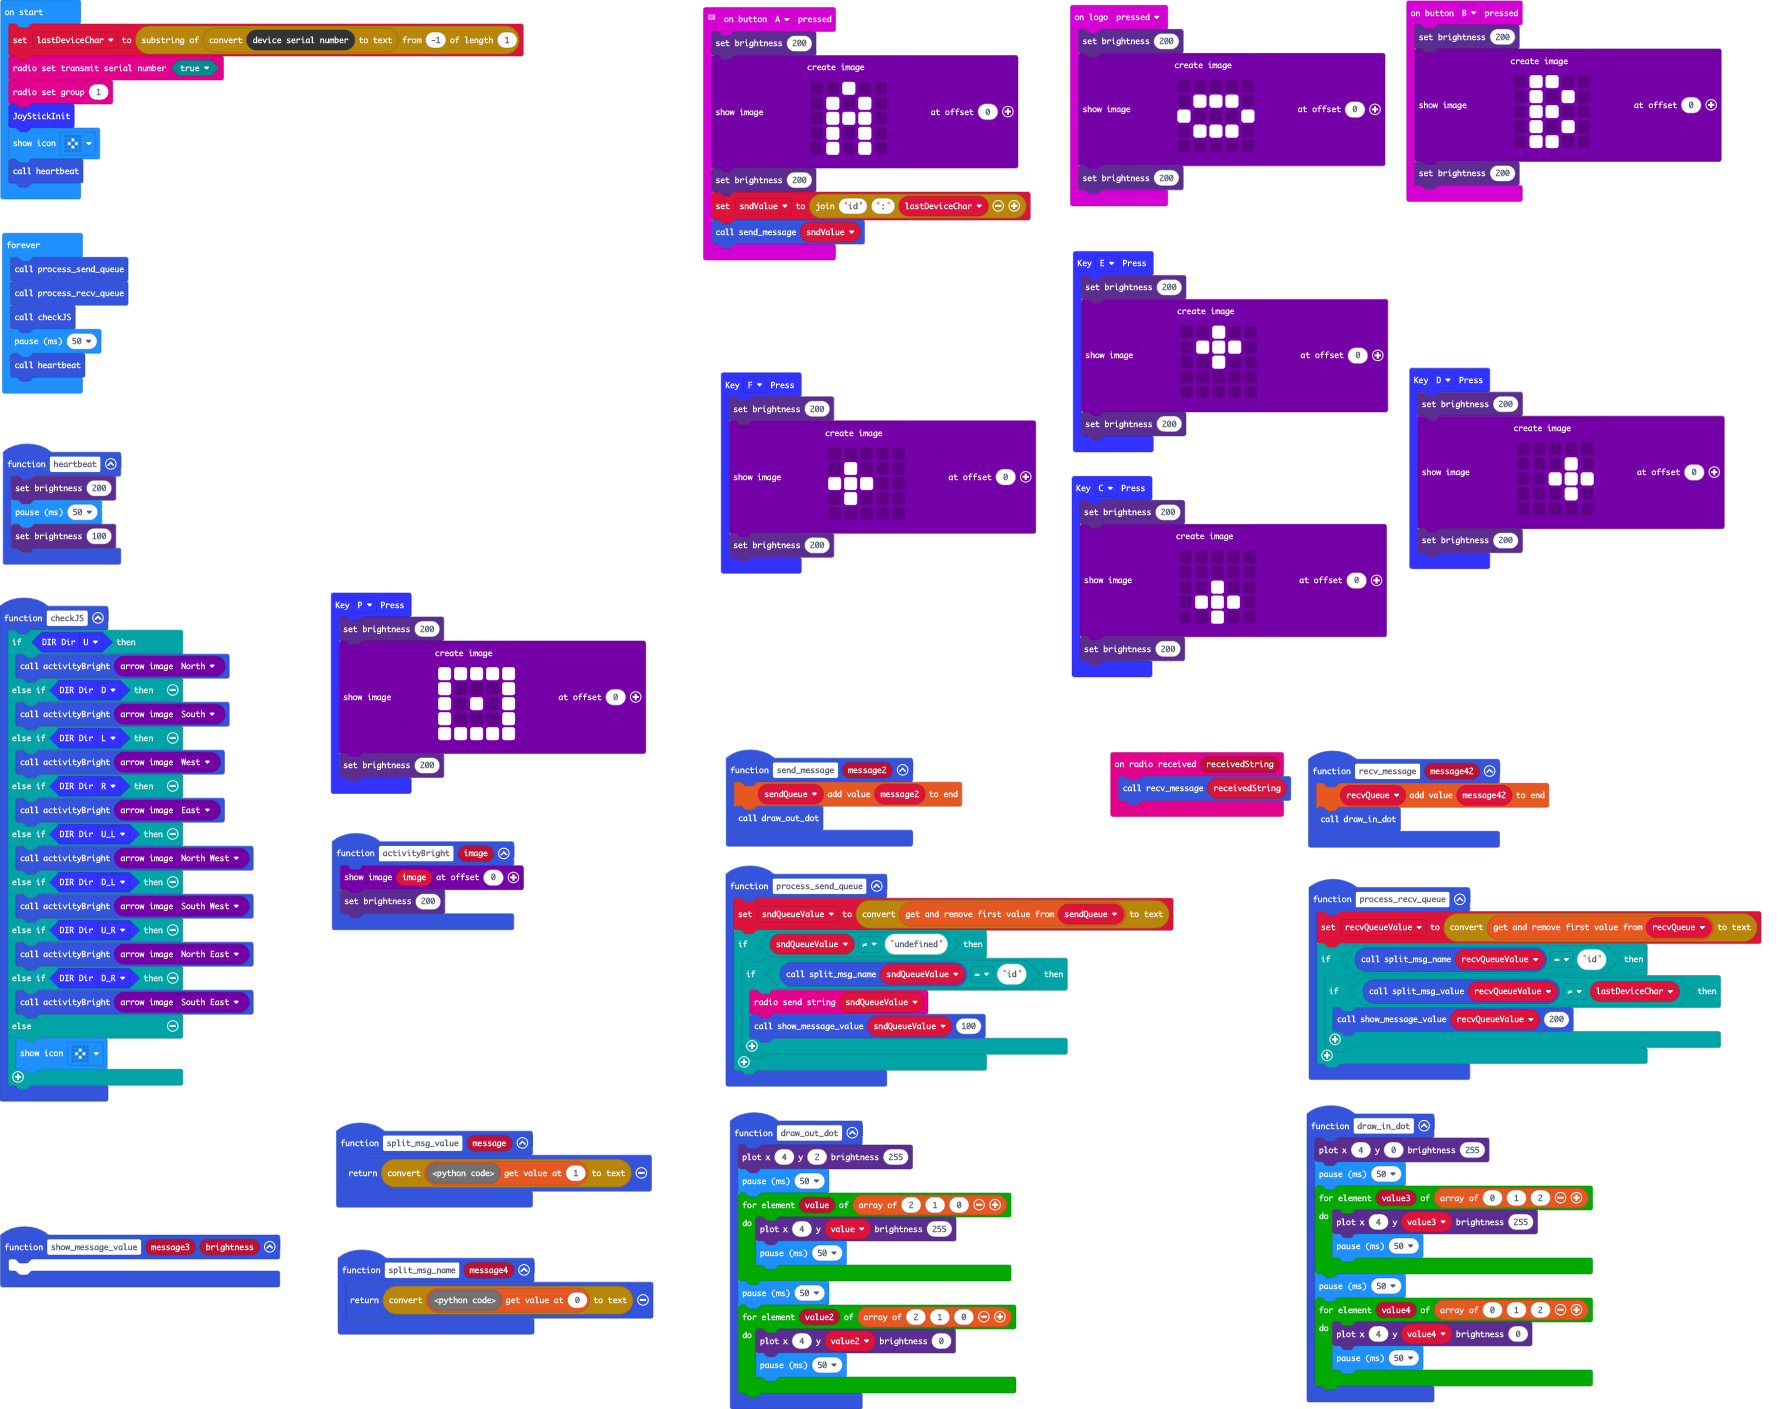 on start
set lastDeviceChar to substring of convert device serial number to text from -1 of length 1
radio set transmit serial number true
radio set group 1
JoyStickInit
show icon
call heartbeat
forever
call process_send_queue
call process_recv_queue
call checkJS
pause (ms) 50
call heartbeat
function heartbeat
set brightness 200
pause (ms) 50
set brightness 100
function checkJS
if DIR Dir U then
call activityBright arrow image North
else if DIR Dir D then
call activityBright arrow image South
else if DIR Dir L then
call activityBright arrow image West
else if DIR Dir R then
call activityBright arrow image East
else if DIR Dir U_L then
call activityBright arrow image North West
else if DIR Dir D_L then
call activityBright arrow image South West
else if DIR Dir U_R then
call activityBright arrow image North East
else if DIR Dir D_R then
call activityBright arrow image South East
else
show icon
function show_message_value message3 brightness
Key P Press
set brightness 200
create image
show image at offset 0
set brightness 200
function activityBright image
show image image at offset 0
set brightness 200
function split_msg_value message
return convert <python code> get value at 1 to text
function split_msg_name message4
return convert <python code> get value at 0 to text
on button A pressed
set brightness 200
create image
show image at offset 0
set brightness 200
set sndValue to join "id" ":" lastDeviceChar
call send_message sndValue
on logo pressed
set brightness 200
create image
show image at offset 0
set brightness 200
on button B pressed
set brightness 200
create image
show image at offset 0
set brightness 200
Key E Press
set brightness 200
create image
show image at offset 0
set brightness 200
Key F Press
set brightness 200
create image
show image at offset 0
set brightness 200
Key D Press
set brightness 200
create image
show image at offset 0
set brightness 200
Key C Press
set brightness 200
create image
show image at offset 0
set brightness 200
function send_message message2
sendQueue add value message2 to end
call draw_out_dot
on radio received receivedString
call recv_message receivedString
function recv_message message42
recvQueue add value message42 to end
call draw_in_dot
function process_send_queue
set sndQueueValue to convert get and remove first value from sendQueue to text
if sndQueueValue ≠ "undefined" then
if call split_msg_name sndQueueValue = "id" then
radio send string sndQueueValue
call show_message_value sndQueueValue 100
function process_recv_queue
set recvQueueValue to convert get and remove first value from recvQueue to text
if call split_msg_name recvQueueValue = "id" then
if call split_msg_value recvQueueValue ≠ lastDeviceChar then
call show_message_value recvQueueValue 200
function draw_out_dot
plot x 4 y 2 brightness 255
pause (ms) 50
for element value of array of 2 1 0
do plot x 4 y value brightness 255
pause (ms) 50
pause (ms) 50
for element value2 of array of 2 1 0
do plot x 4 y value2 brightness 0
pause (ms) 50
function draw_in_dot
plot x 4 y 0 brightness 255
pause (ms) 50
for element value3 of array of 0 1 2
do plot x 4 y value3 brightness 255
pause (ms) 50
pause (ms) 50
for element value4 of array of 0 1 2
do plot x 4 y value4 brightness 0
pause (ms) 50